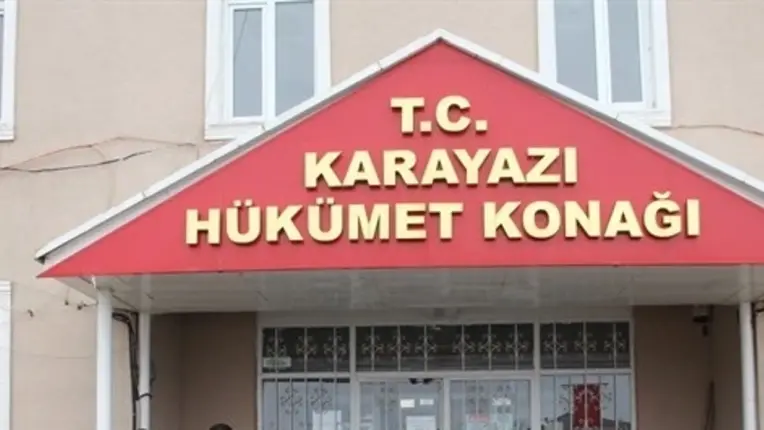 T.C.
KARAYAZI
HÜKÜMET KONAĞI